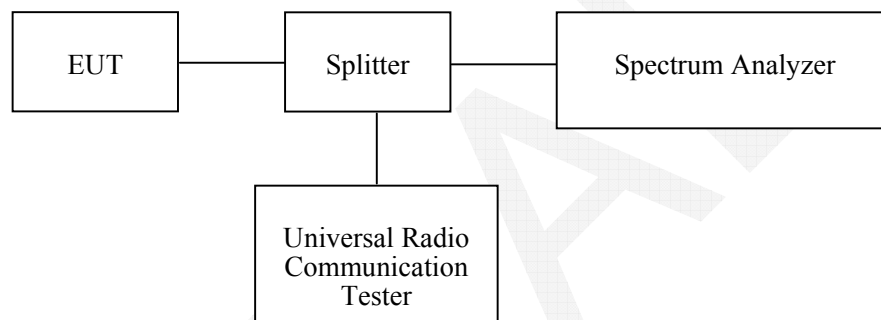 EUT
Splitter
Spectrum Analyzer
Universal Radio
Communication
Tester